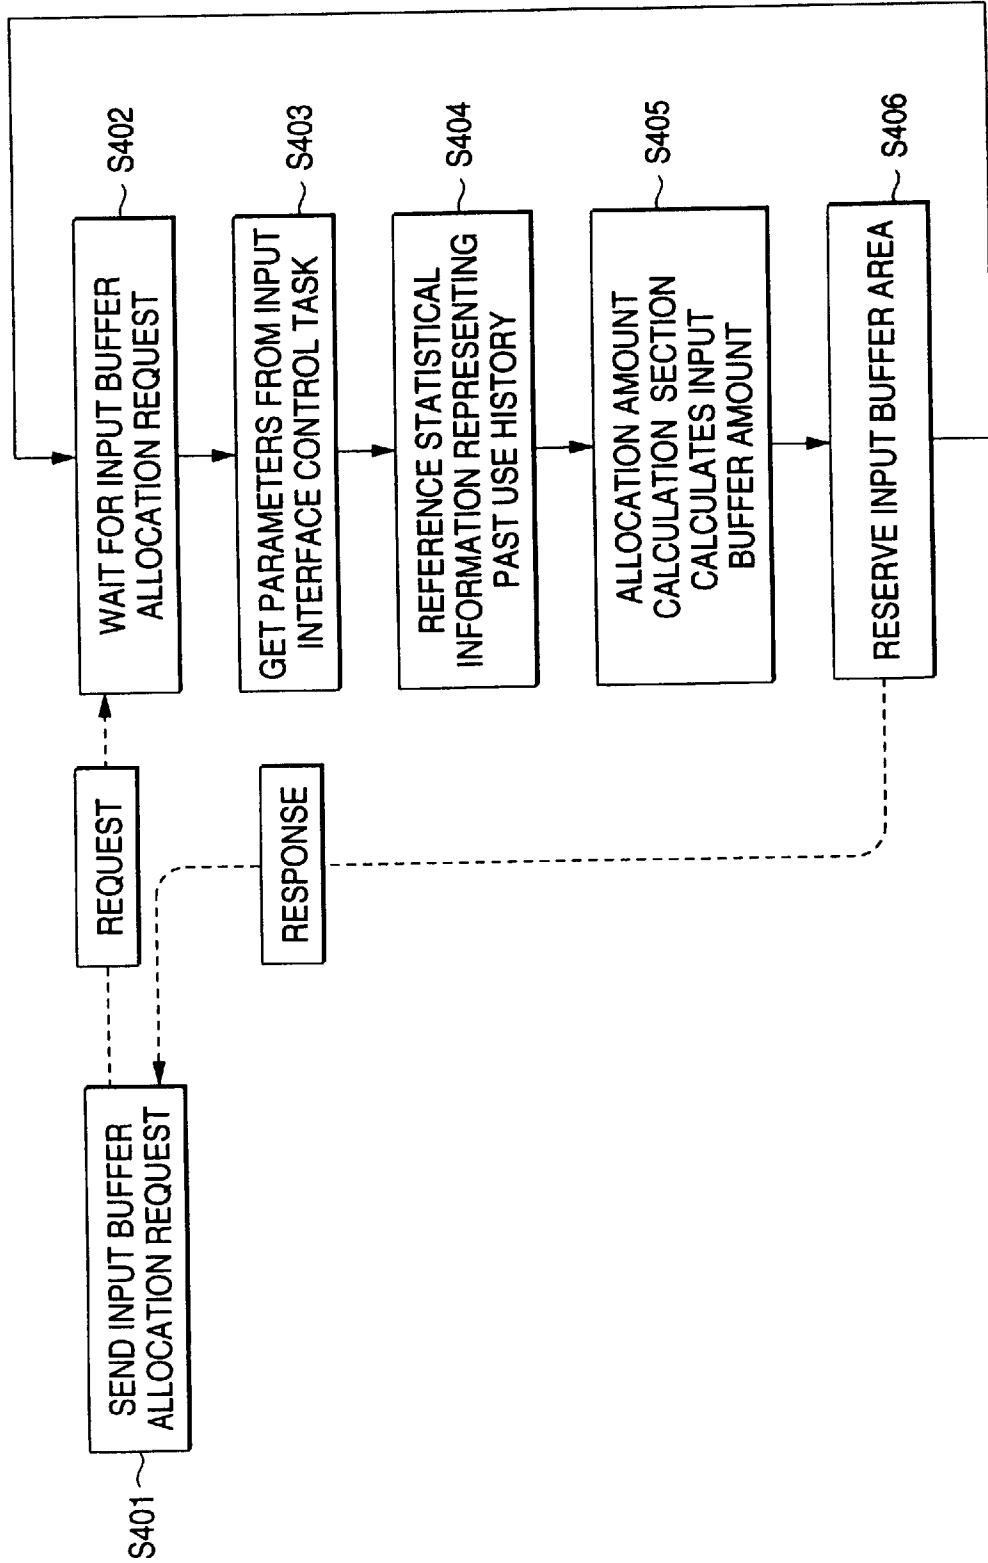 S401
SEND INPUT BUFFER
ALLOCATION REQUEST
REQUEST
RESPONSE
WAIT FOR INPUT BUFFER
ALLOCATION REQUEST
S402
GET PARAMETERS FROM INPUT
INTERFACE CONTROL TASK
S403
REFERENCE STATISTICAL
INFORMATION REPRESENTING
PAST USE HISTORY
S404
ALLOCATION AMOUNT
CALCULATION SECTION
CALCULATES INPUT
BUFFER AMOUNT
S405
RESERVE INPUT BUFFER AREA
S406